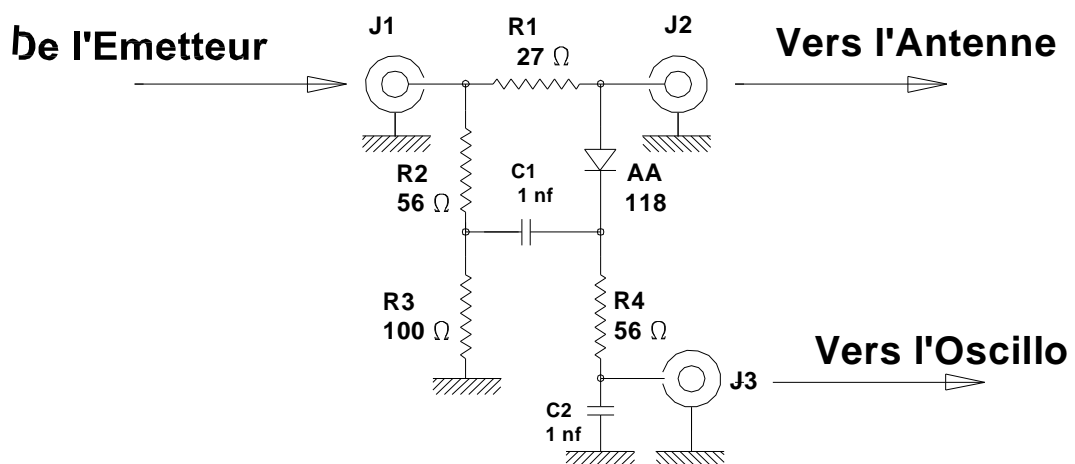 De l'Emetteur
J1
R1
27 Ω
J2
Vers l'Antenne
R2
56 Ω
C1
1 nf
AA
118
R3
100 Ω
R4
56 Ω
Vers l'Oscillo
J3
C2
1 nf